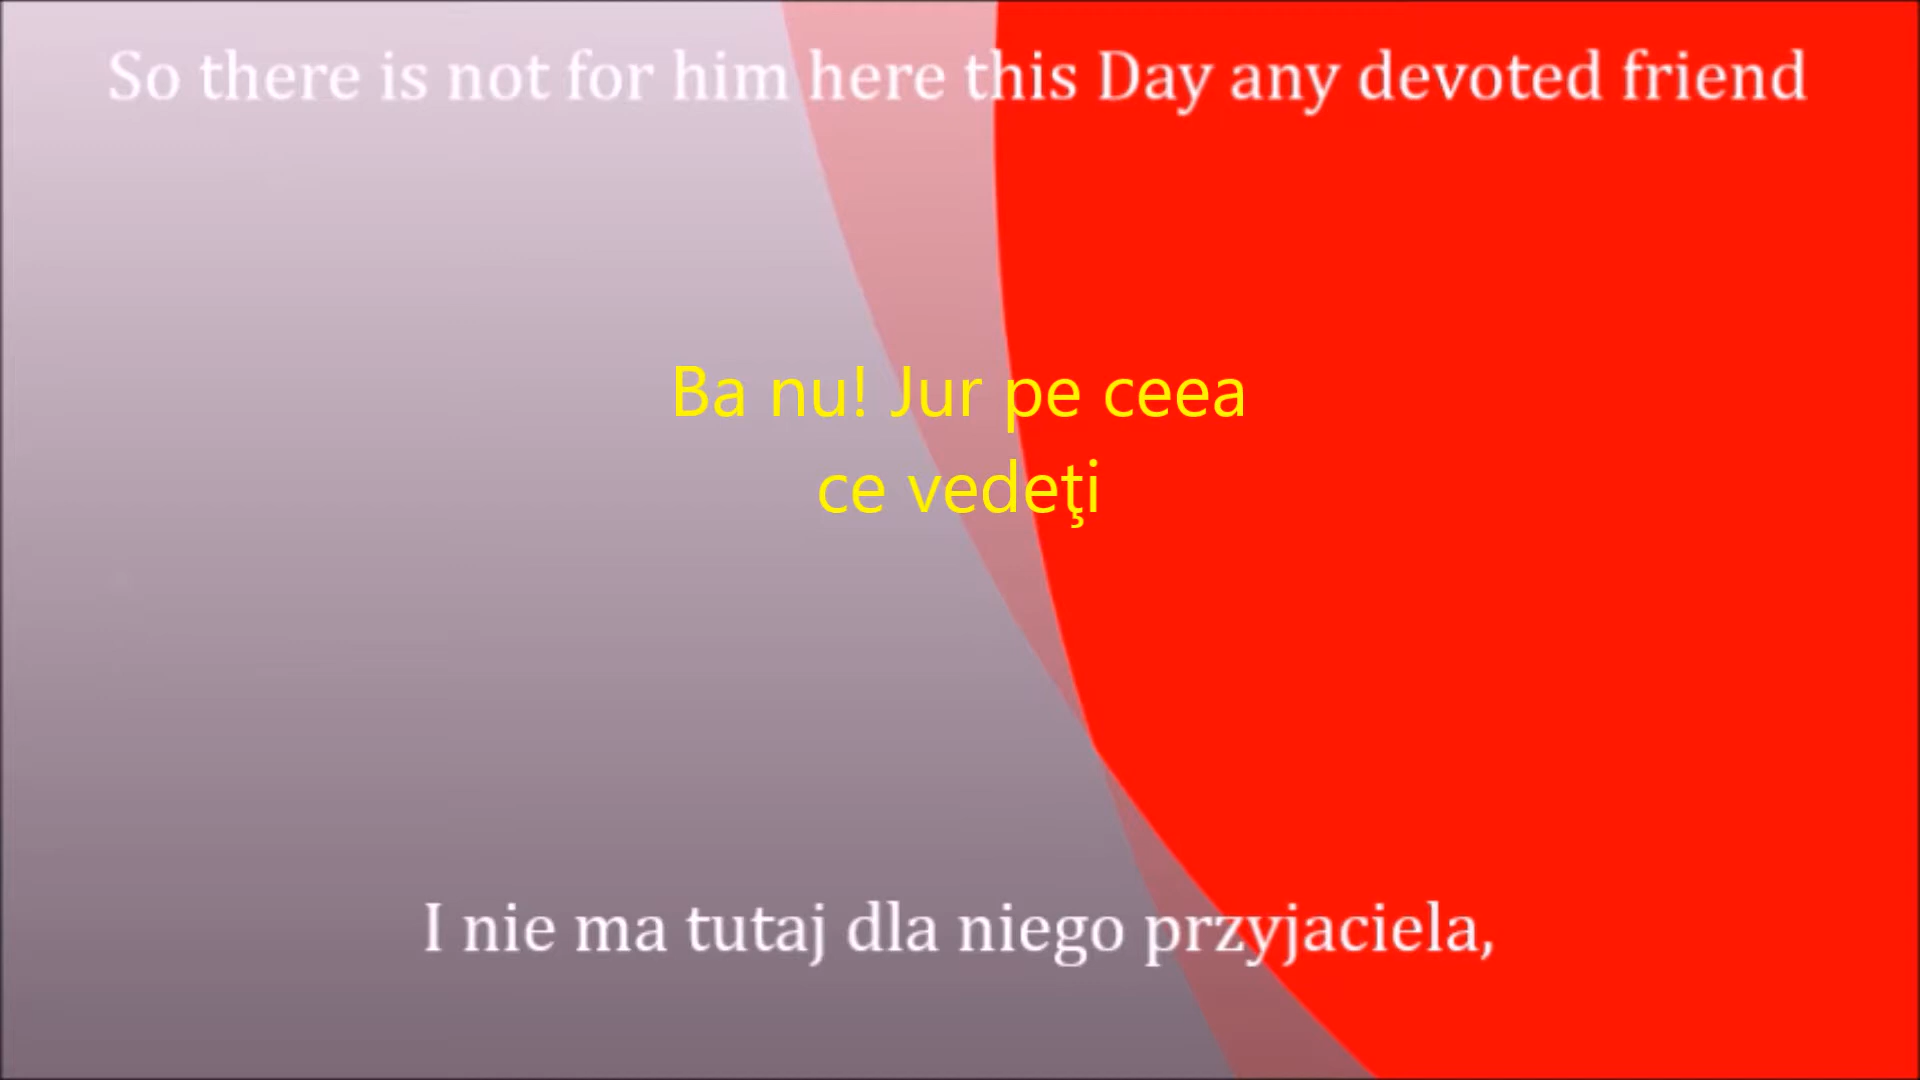 So there is not for him here this Day any devoted friend
Ba nu! Jur pe ceea
ce vedeţi
I nie ma tutaj dla niego przyjaciela,